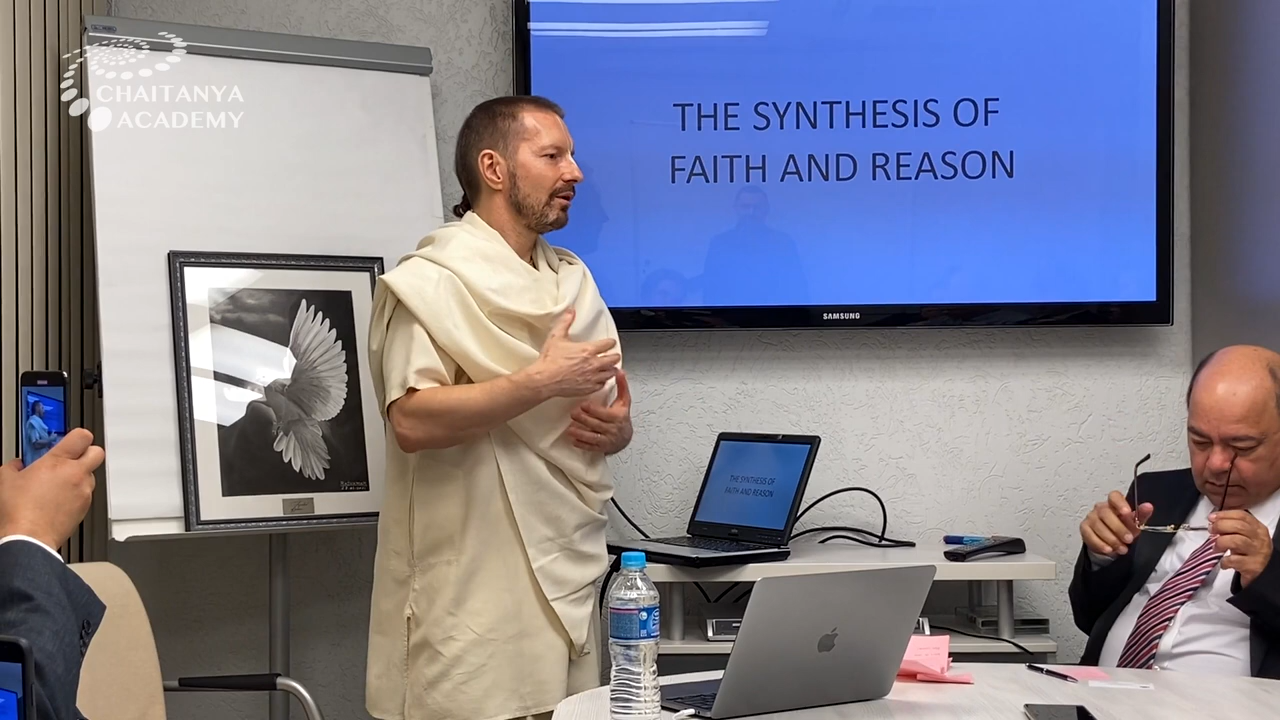 CHAITANYA
ACADEMY
THE SYNTHESIS OF
FAITH AND REASON
SAMSUNG
THE SYNTHESIS OF
FAITH AND REASON